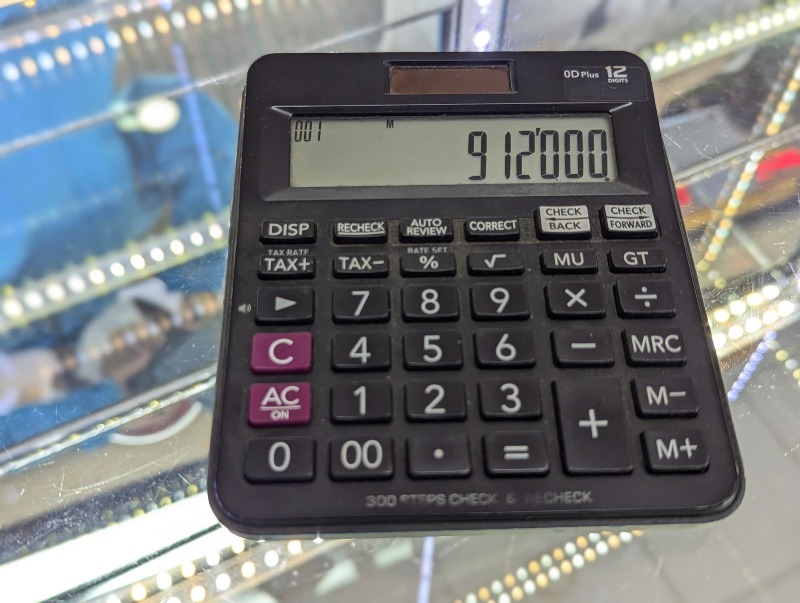 0D Plus 12
DIGITS
001 M
912'000.
DISP RECHECK AUTO REVIEW CORRECT CHECK BACK CHECK FORWARD
TAX RATE RATE SET
TAX+ TAX− % √ MU GT
▶ 7 8 9 × ÷
C 4 5 6 − MRC
AC ON 1 2 3 + M−
0 00 · = M+
300 STEPS CHECK & RECHECK